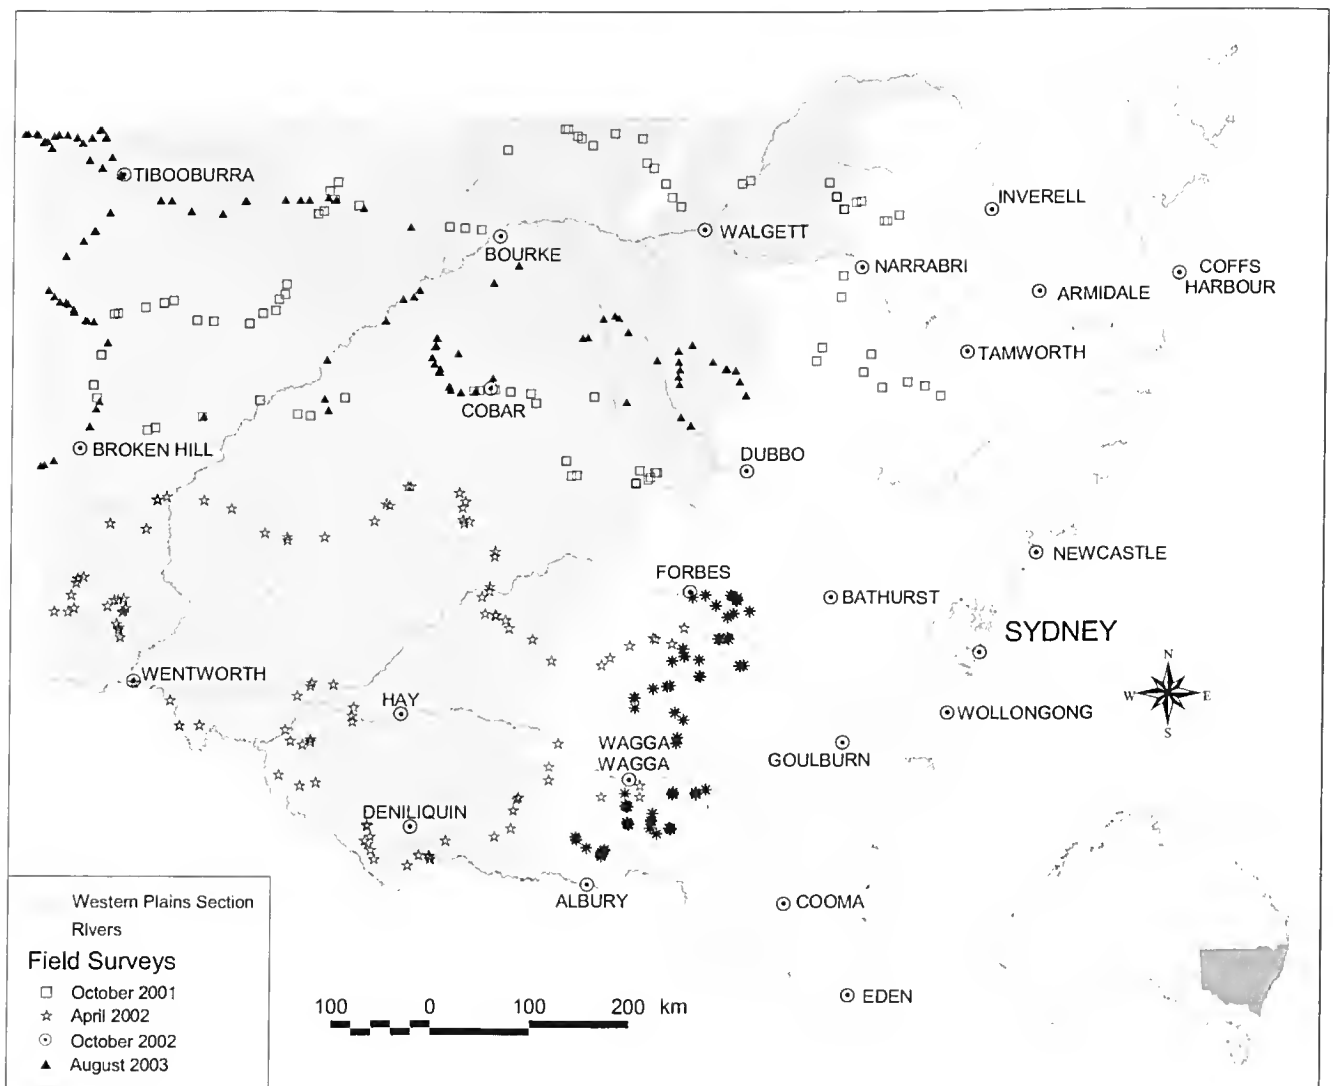 TIBOOBURRA
INVERELL
WALGETT
BOURKE
NARRABRI
COFFS
HARBOUR
ARMIDALE
TAMWORTH
COBAR
BROKEN HILL
DUBBO
NEWCASTLE
FORBES
BATHURST
SYDNEY
N
WENTWORTH
W
E
HAY
WOLLONGONG
S
WAGGA
WAGGA
GOULBURN
DENILIQUIN
ALBURY
COOMA
Western Plains Section
Rivers
Field Surveys
October 2001
April 2002
October 2002
August 2003
EDEN
100 0 100 200 km